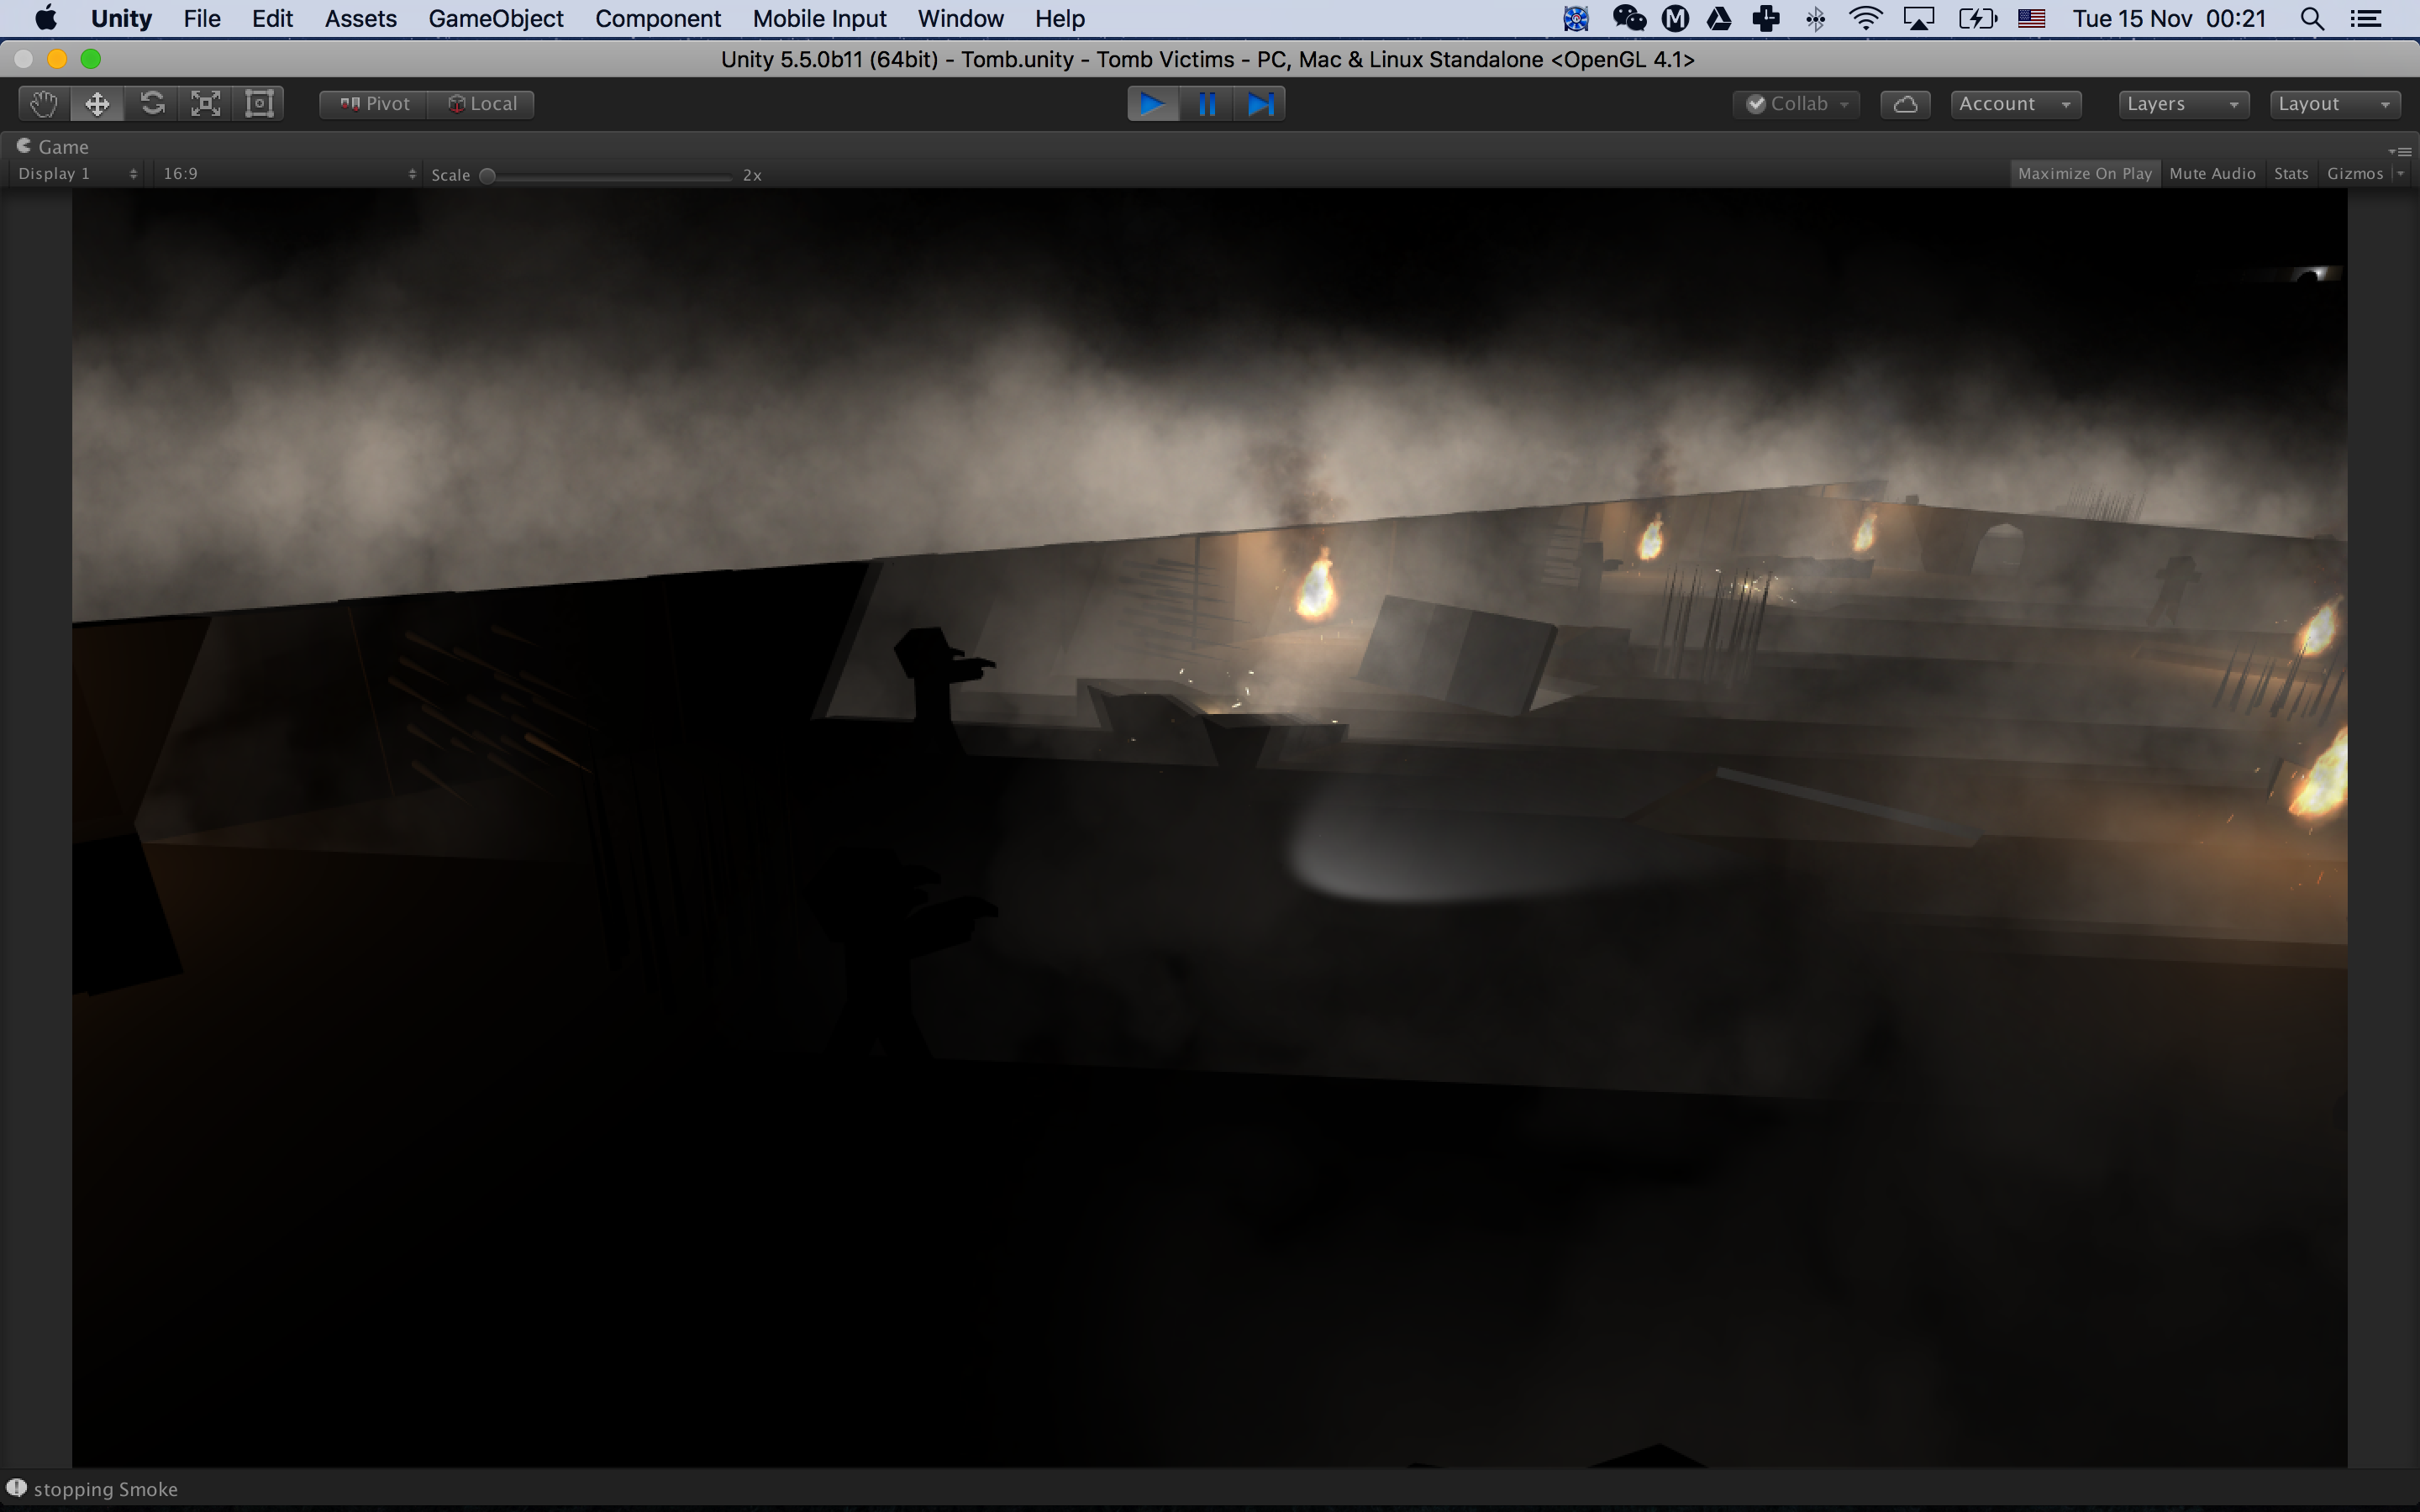 Unity File Edit Assets GameObject Component Mobile Input Window Help Tue 15 Nov 00:21
Unity 5.5.0b11 (64bit) - Tomb.unity - Tomb Victims - PC, Mac & Linux Standalone <OpenGL 4.1>
Pivot Local Collab Account Layers Layout
Game
Display 1 16:9 Scale 2x Maximize On Play Mute Audio Stats Gizmos
stopping Smoke